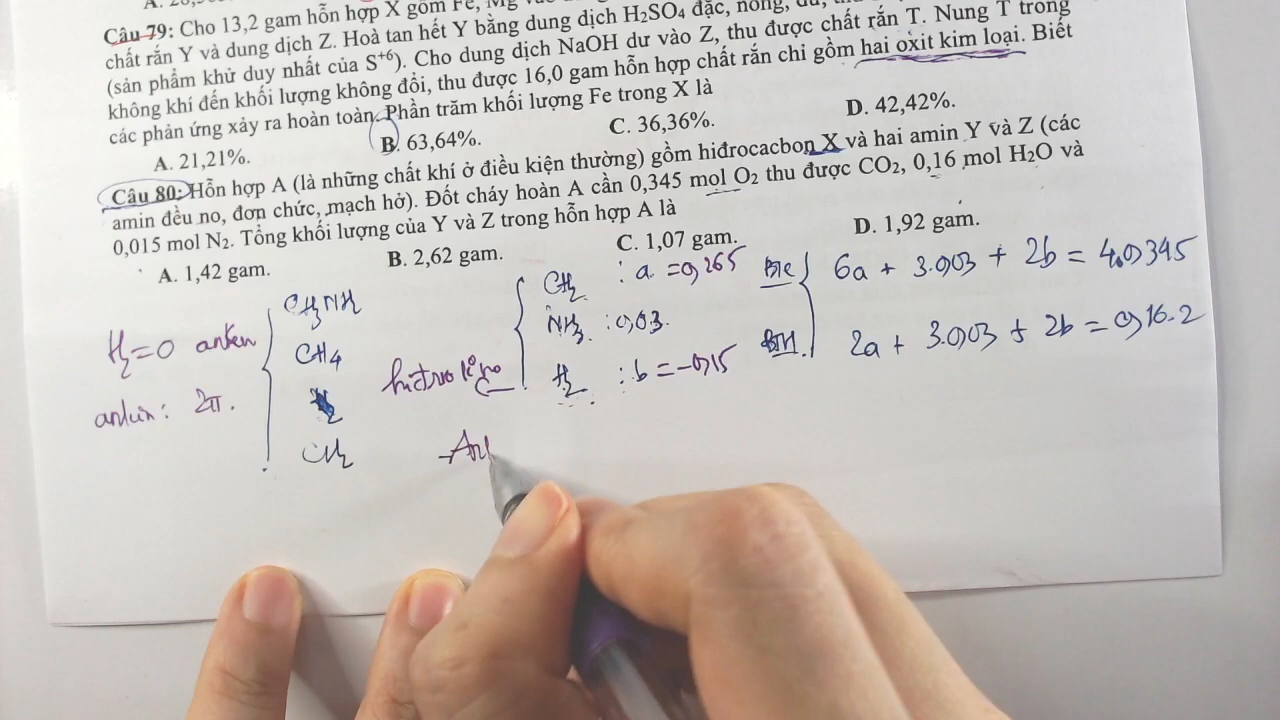 Câu 79: Cho 13,2 gam hỗn hợp X gồm Fe, Mg
chất rắn Y và dung dịch Z. Hoà tan hết Y bằng dung dịch H₂SO₄ đặc, nóng, dư,
(sản phẩm khử duy nhất của S⁺⁶). Cho dung dịch NaOH dư vào Z, thu được chất rắn T. Nung T trong
không khí đến khối lượng không đổi, thu được 16,0 gam hỗn hợp chất rắn chỉ gồm hai oxit kim loại. Biết
các phản ứng xảy ra hoàn toàn. Phần trăm khối lượng Fe trong X là
A. 21,21%. B. 63,64%. C. 36,36%. D. 42,42%.
Câu 80: Hỗn hợp A (là những chất khí ở điều kiện thường) gồm hiđrocacbon X và hai amin Y và Z (các
amin đều no, đơn chức, mạch hở). Đốt cháy hoàn A cần 0,345 mol O₂ thu được CO₂, 0,16 mol H₂O và
0,015 mol N₂. Tổng khối lượng của Y và Z trong hỗn hợp A là
A. 1,42 gam. B. 2,62 gam. C. 1,07 gam. D. 1,92 gam.
H₂=0 anken
ankin: 2π.
CH₃NH₂
CH₄
CH₂
hiđro
CH₂ : a = 0,265
NH₃ : 0,03.
H₂ : b = -0,15
BTe 6a + 3.0,03 + 2b = 4.0,345
BTH. 2a + 3.0,03 + 2b = 0,16.2